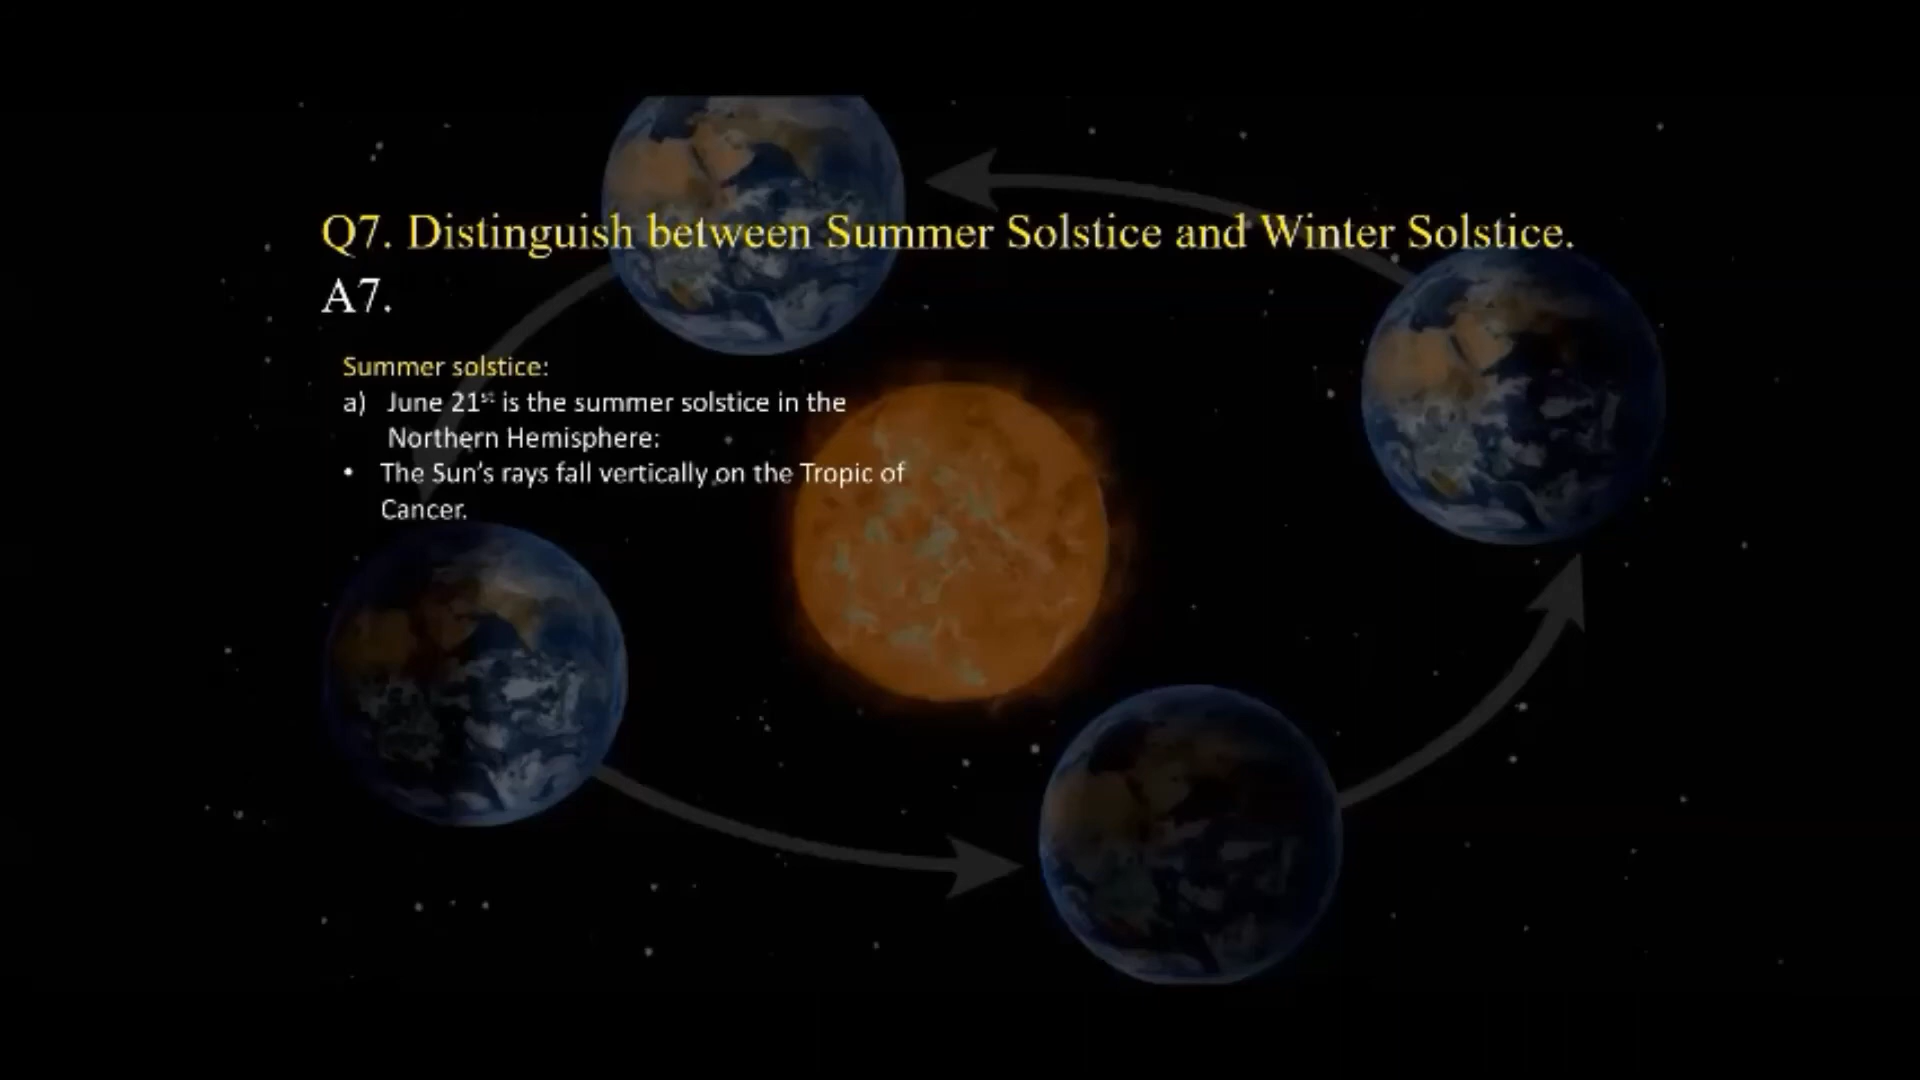 Q7. Distinguish between Summer Solstice and Winter Solstice.
A7.
Summer solstice:
a) June 21st is the summer solstice in the
Northern Hemisphere:
• The Sun's rays fall vertically on the Tropic of
Cancer.